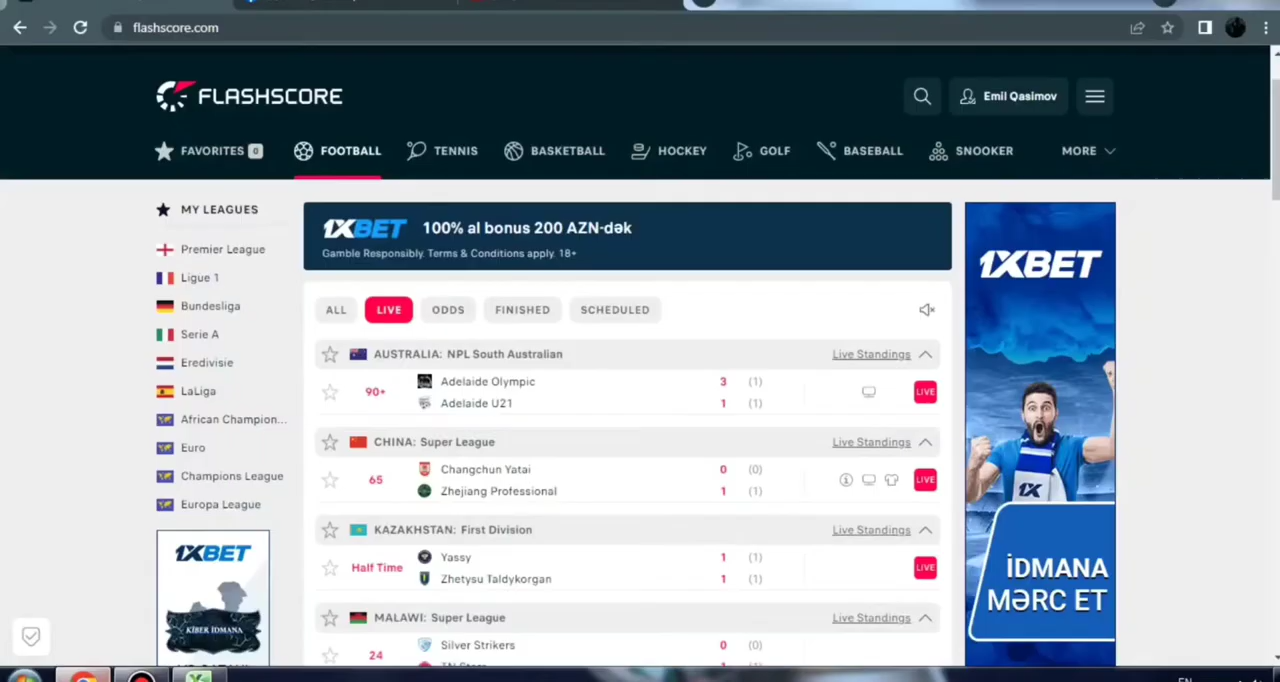 flashscore.com
FLASHSCORE
Emil Qasimov
FAVORITES 0
FOOTBALL
TENNIS
BASKETBALL
HOCKEY
GOLF
BASEBALL
SNOOKER
MORE
MY LEAGUES
Premier League
Ligue 1
Bundesliga
Serie A
Eredivisie
LaLiga
African Champion...
Euro
Champions League
Europa League
1XBET
KİBER İDMANA
1XBET 100% al bonus 200 AZN-dək
Gamble Responsibly. Terms & Conditions apply. 18+
ALL LIVE ODDS FINISHED SCHEDULED
AUSTRALIA: NPL South Australian Live Standings
90+
Adelaide Olympic 3 (1)
Adelaide U21 1 (1)
LIVE
CHINA: Super League Live Standings
65
Changchun Yatai 0 (0)
Zhejiang Professional 1 (1)
LIVE
KAZAKHSTAN: First Division Live Standings
Half Time
Yassy 1 (1)
Zhetysu Taldykorgan 1 (1)
LIVE
MALAWI: Super League Live Standings
24
Silver Strikers 0 (0)
1XBET
1X
İDMANA
MƏRC ET
EN